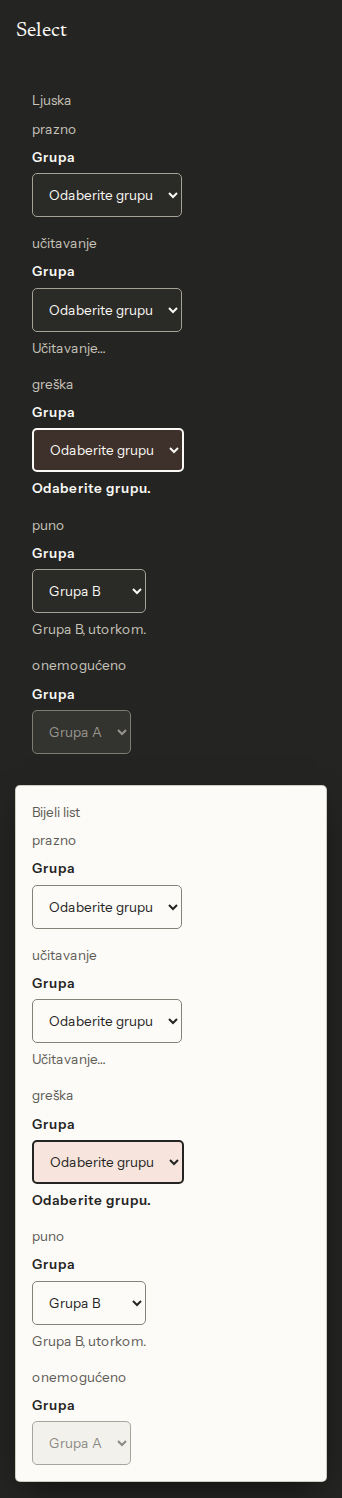 Select
Ljuska
prazno
Grupa
Odaberite grupu
učitavanje
Grupa
Odaberite grupu
Učitavanje…
greška
Grupa
Odaberite grupu
Odaberite grupu.
puno
Grupa
Grupa B
Grupa B, utorkom.
onemogućeno
Grupa
Grupa A
Bijeli list
prazno
Grupa
Odaberite grupu
učitavanje
Grupa
Odaberite grupu
Učitavanje…
greška
Grupa
Odaberite grupu
Odaberite grupu.
puno
Grupa
Grupa B
Grupa B, utorkom.
onemogućeno
Grupa
Grupa A